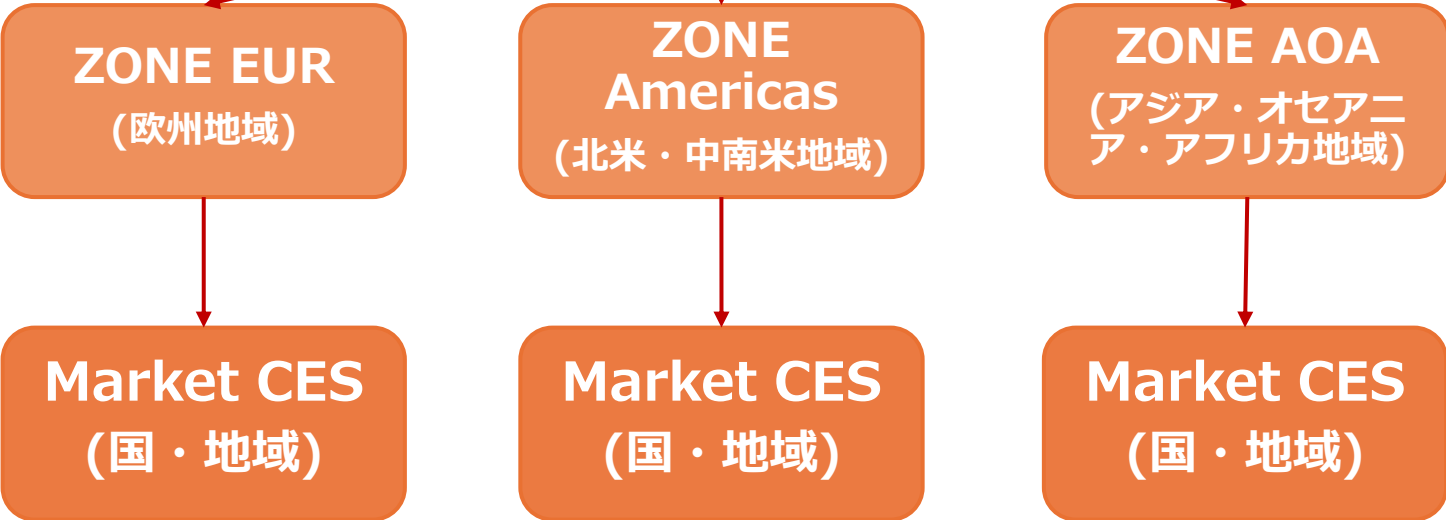 ZONE EUR
(欧州地域)
ZONE
Americas
(北米・中南米地域)
ZONE AOA
(アジア・オセアニ
ア・アフリカ地域)
Market CES
(国・地域)
Market CES
(国・地域)
Market CES
(国・地域)